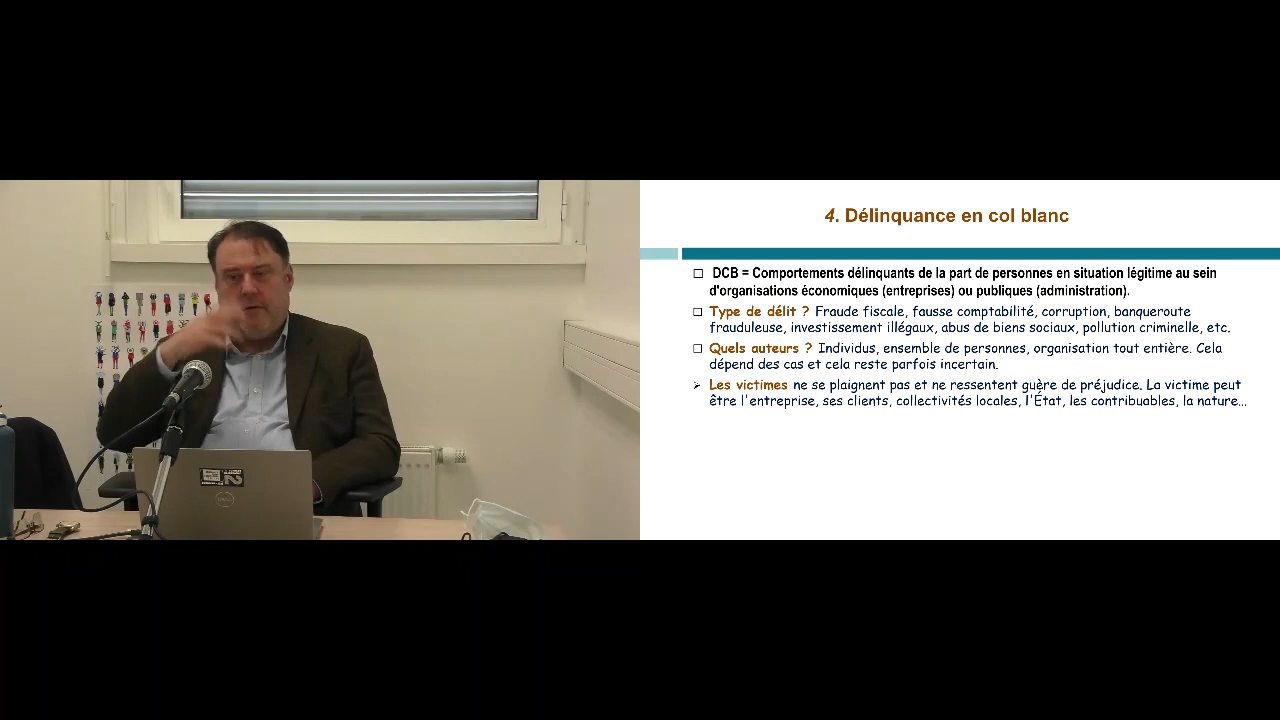 4. Délinquance en col blanc
DCB = Comportements délinquants de la part de personnes en situation légitime au sein
d'organisations économiques (entreprises) ou publiques (administration).
Type de délit ? Fraude fiscale, fausse comptabilité, corruption, banqueroute
frauduleuse, investissement illégaux, abus de biens sociaux, pollution criminelle, etc.
Quels auteurs ? Individus, ensemble de personnes, organisation tout entière. Cela
dépend des cas et cela reste parfois incertain.
Les victimes ne se plaignent pas et ne ressentent guère de préjudice. La victime peut
être l'entreprise, ses clients, collectivités locales, l'État, les contribuables, la nature…
DELL